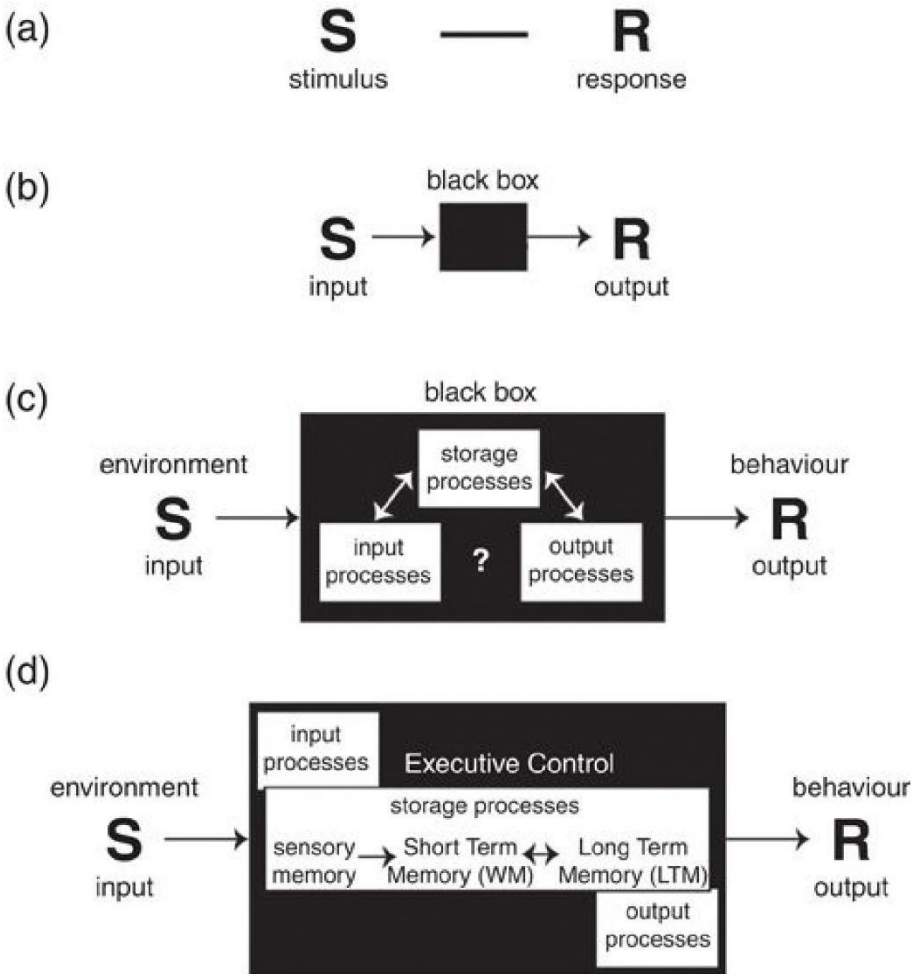 (a)
S R
stimulus response
(b)
black box
S R
input output
(c)
black box
environment
behaviour
storage
processes
S R
input output
input
processes
?
output
processes
(d)
input
processes
Executive Control
environment
behaviour
storage processes
S R
input output
sensory
memory
Short Term
Memory (WM)
Long Term
Memory (LTM)
output
processes